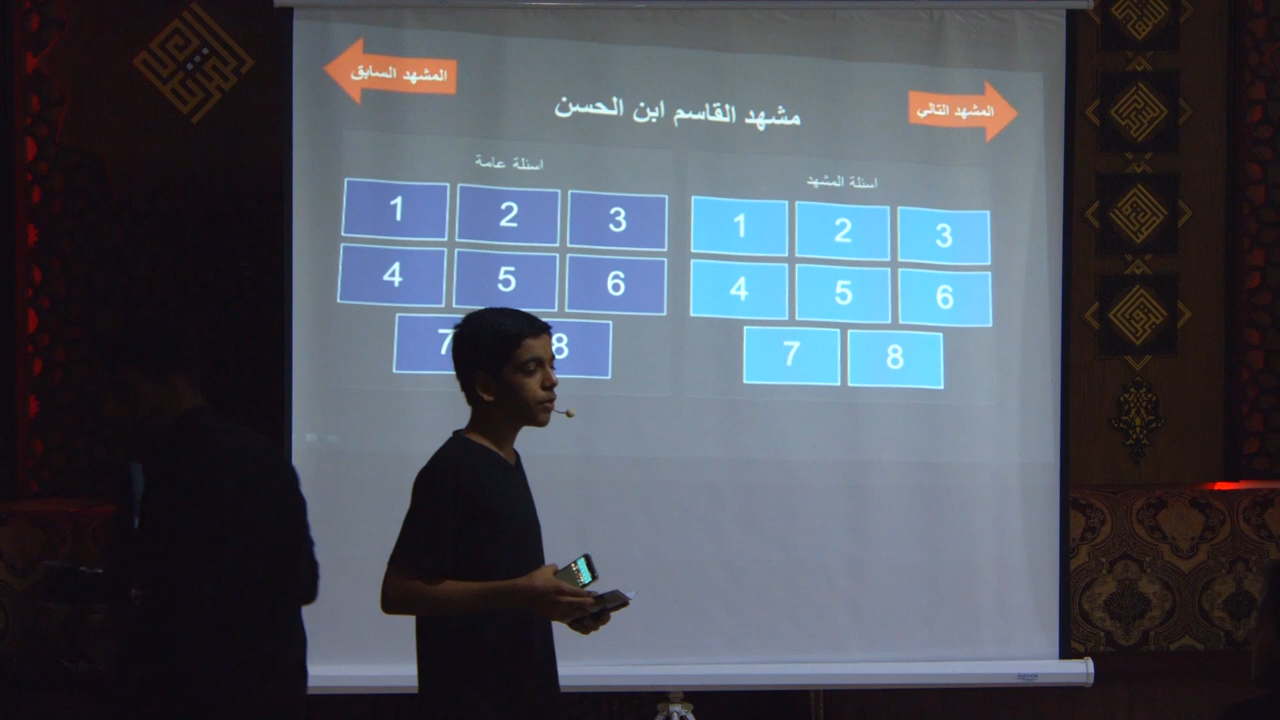 المشهد السابق
المشهد التالي
مشهد القاسم ابن الحسن
اسئلة المشهد
1 2 3
4 5 6
7 8
اسئلة عامة
1 2 3
4 5 6
7 8